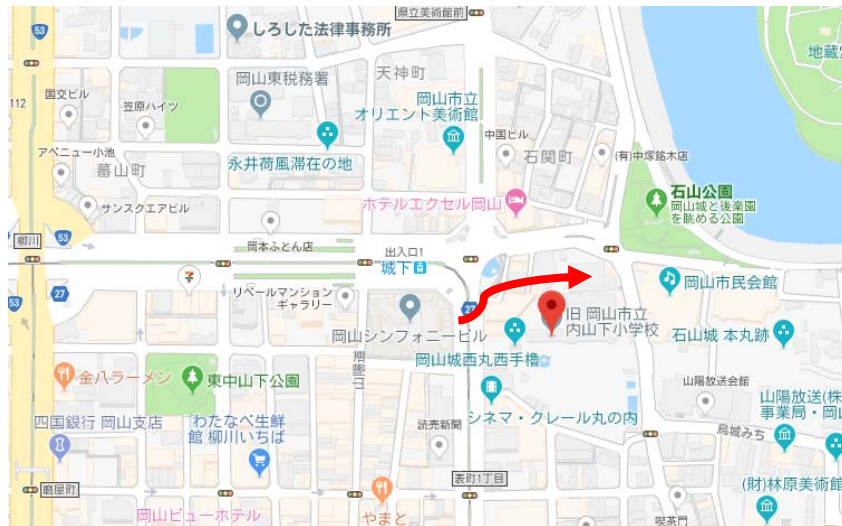 県立美術館前
53
しろした法律事務所
地蔵
天神町
岡山東税務署
112
国交ビル
笠原ハイツ
岡山市立
オリエント美術館
中国ビル
永井荷風滞在の地
石関町
(有)中塚銘木店
アベニュー小池
蕃山町
石山公園
岡山城と後楽園
を眺める公園
サンスクエアビル
ホテルエクセル岡山
柳川
53
岡本ふとん店
出入口1
城下
岡山市民会館
53
27
リベールマンション
ギャラリー
27
旧 岡山市立
内山下小学校
岡山シンフォニービル
石山城 本丸跡
岡山城西丸西手櫓
山陽道
金八ラーメン
東中山下公園
山陽放送会館
シネマ・クレール丸の内
山陽放送(株
事業局・岡山
四国銀行 岡山支店
わたなべ生鮮
館 柳川いちば
読売新聞
烏城みち
表町1丁目
磨屋町
(財)林原美術館
岡山ビューホテル
やまと
喫茶門